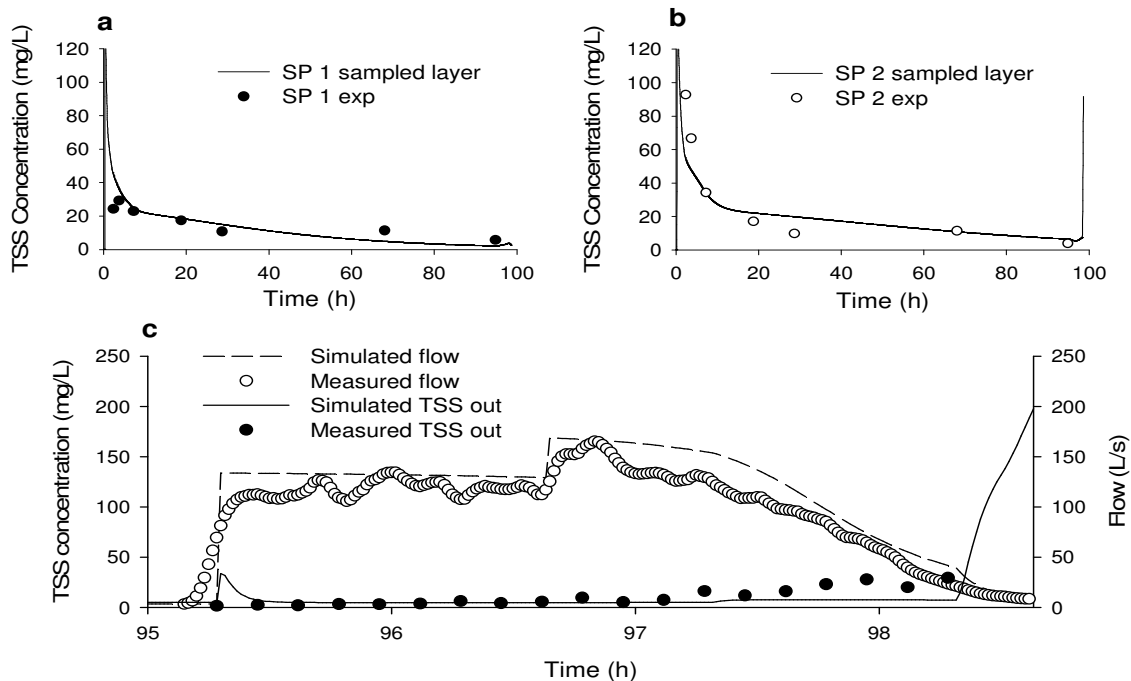 a
TSS Concentration (mg/L)
120
100
80
60
40
20
0
SP 1 sampled layer
SP 1 exp
0 20 40 60 80 100
Time (h)
b
TSS Concentration (mg/L)
120
100
80
60
40
20
0
SP 2 sampled layer
SP 2 exp
0 20 40 60 80 100
Time (h)
c
TSS concentration (mg/L)
250
200
150
100
50
0
Simulated flow
Measured flow
Simulated TSS out
Measured TSS out
250
200
150
100
50
0
Flow (L/s)
95 96 97 98
Time (h)